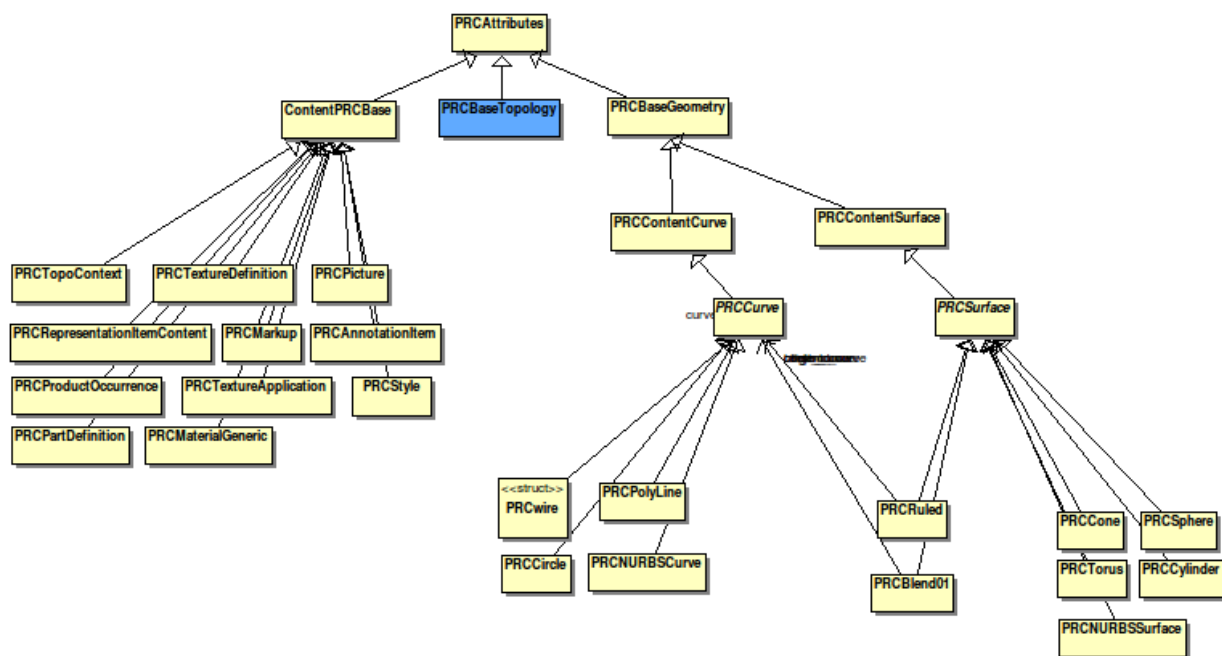 PRCAttributes
ContentPRCBase
PRCBaseTopology
PRCBaseGeometry
PRCContentCurve
PRCContentSurface
PRCTopoContext
PRCTextureDefinition
PRCPicture
PRCCurve
PRCSurface
curve
PRCRepresentationItemContent
PRCMarkup
PRCAnnotationItem
PRCProductOccurrence
PRCTextureApplication
PRCStyle
PRCPartDefinition
PRCMaterialGeneric
<<struct>>
PRCwire
PRCPolyLine
PRCRuled
PRCCone
PRCSphere
PRCCircle
PRCNURBSCurve
PRCBlend01
PRCTorus
PRCCylinder
PRCNURBSSurface